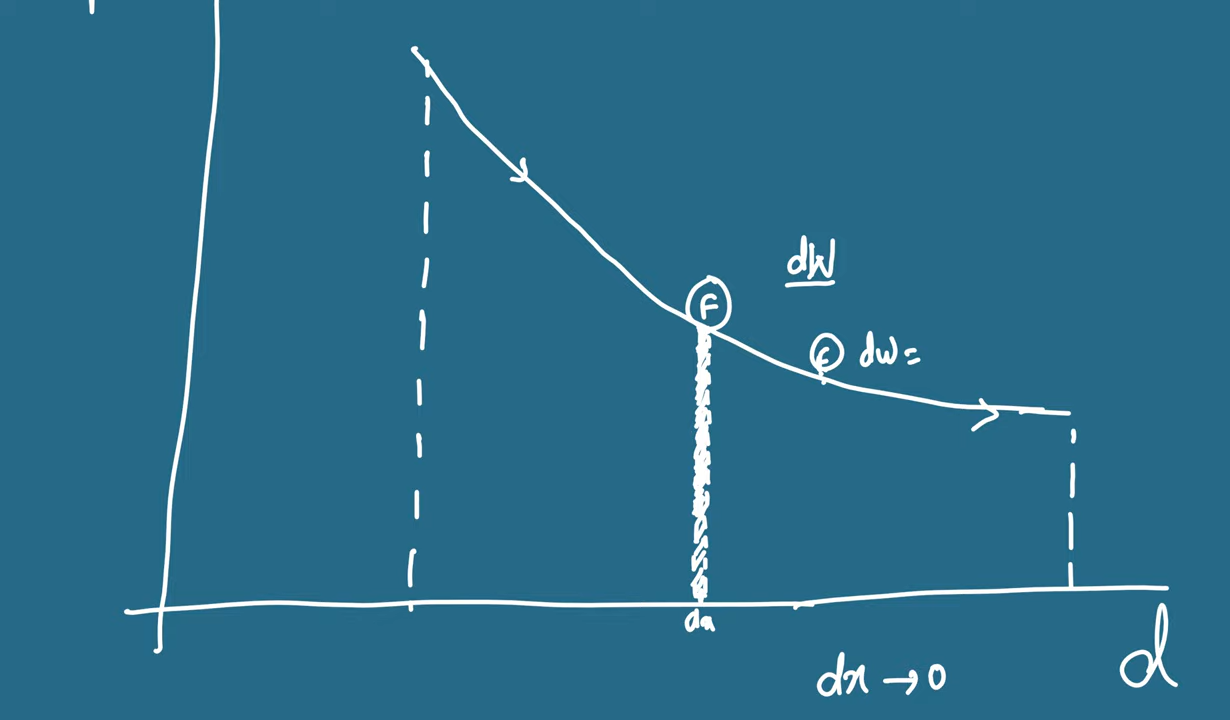 dW
F
F dw=
dx
d
dx → 0